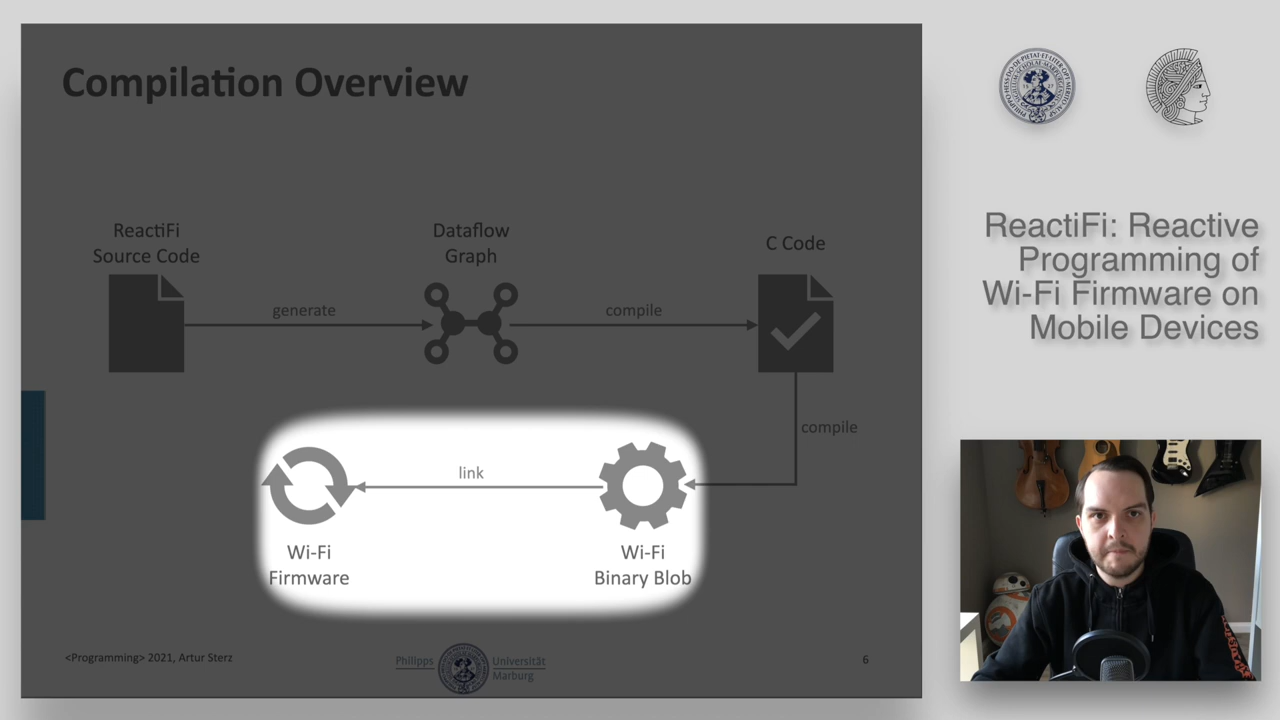 Compilation Overview
ReactiFi
Source Code
Dataflow
Graph
C Code
generate
compile
compile
link
Wi-Fi
Firmware
Wi-Fi
Binary Blob
<Programming> 2021, Artur Sterz
Philipps
Universität
Marburg
6
ReactiFi: Reactive
Programming of
Wi-Fi Firmware on
Mobile Devices